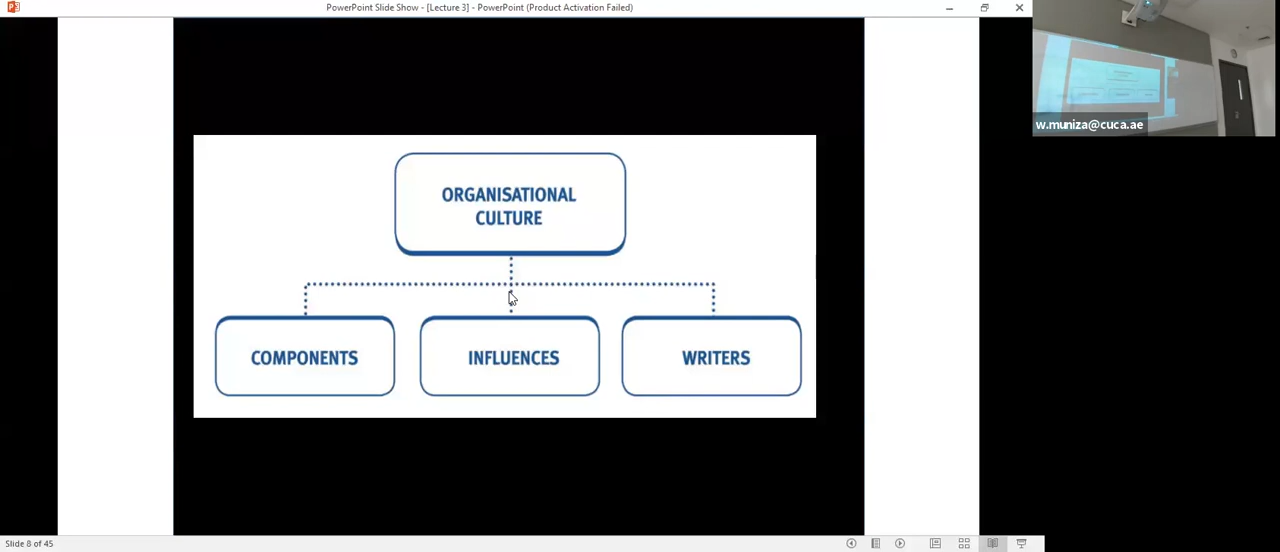 PowerPoint Slide Show - [Lecture 3] - PowerPoint (Product Activation Failed)
w.muniza@cuca.ae
ORGANISATIONAL
CULTURE
COMPONENTS
INFLUENCES
WRITERS
Slide 8 of 45